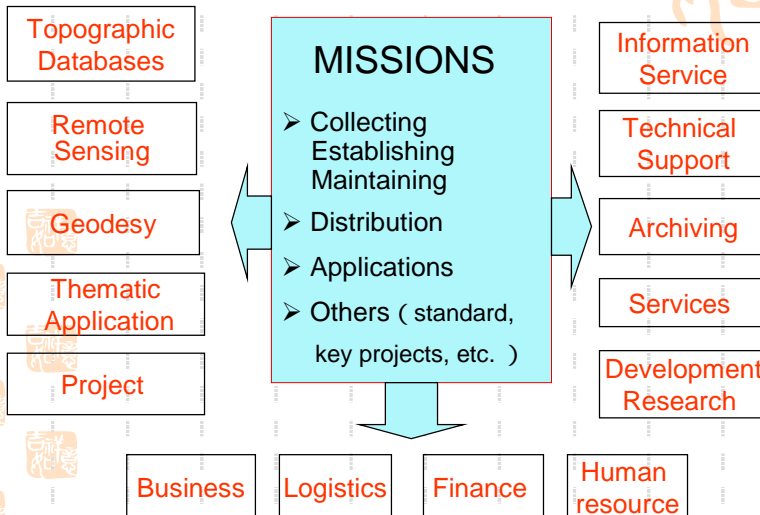 Topographic
Databases
Remote
Sensing
Geodesy
Thematic
Application
Project
MISSIONS
➢ Collecting
Establishing
Maintaining
➢ Distribution
➢ Applications
➢ Others ( standard,
key projects, etc. )
Information
Service
Technical
Support
Archiving
Services
Development
Research
Business
Logistics
Finance
Human
resource